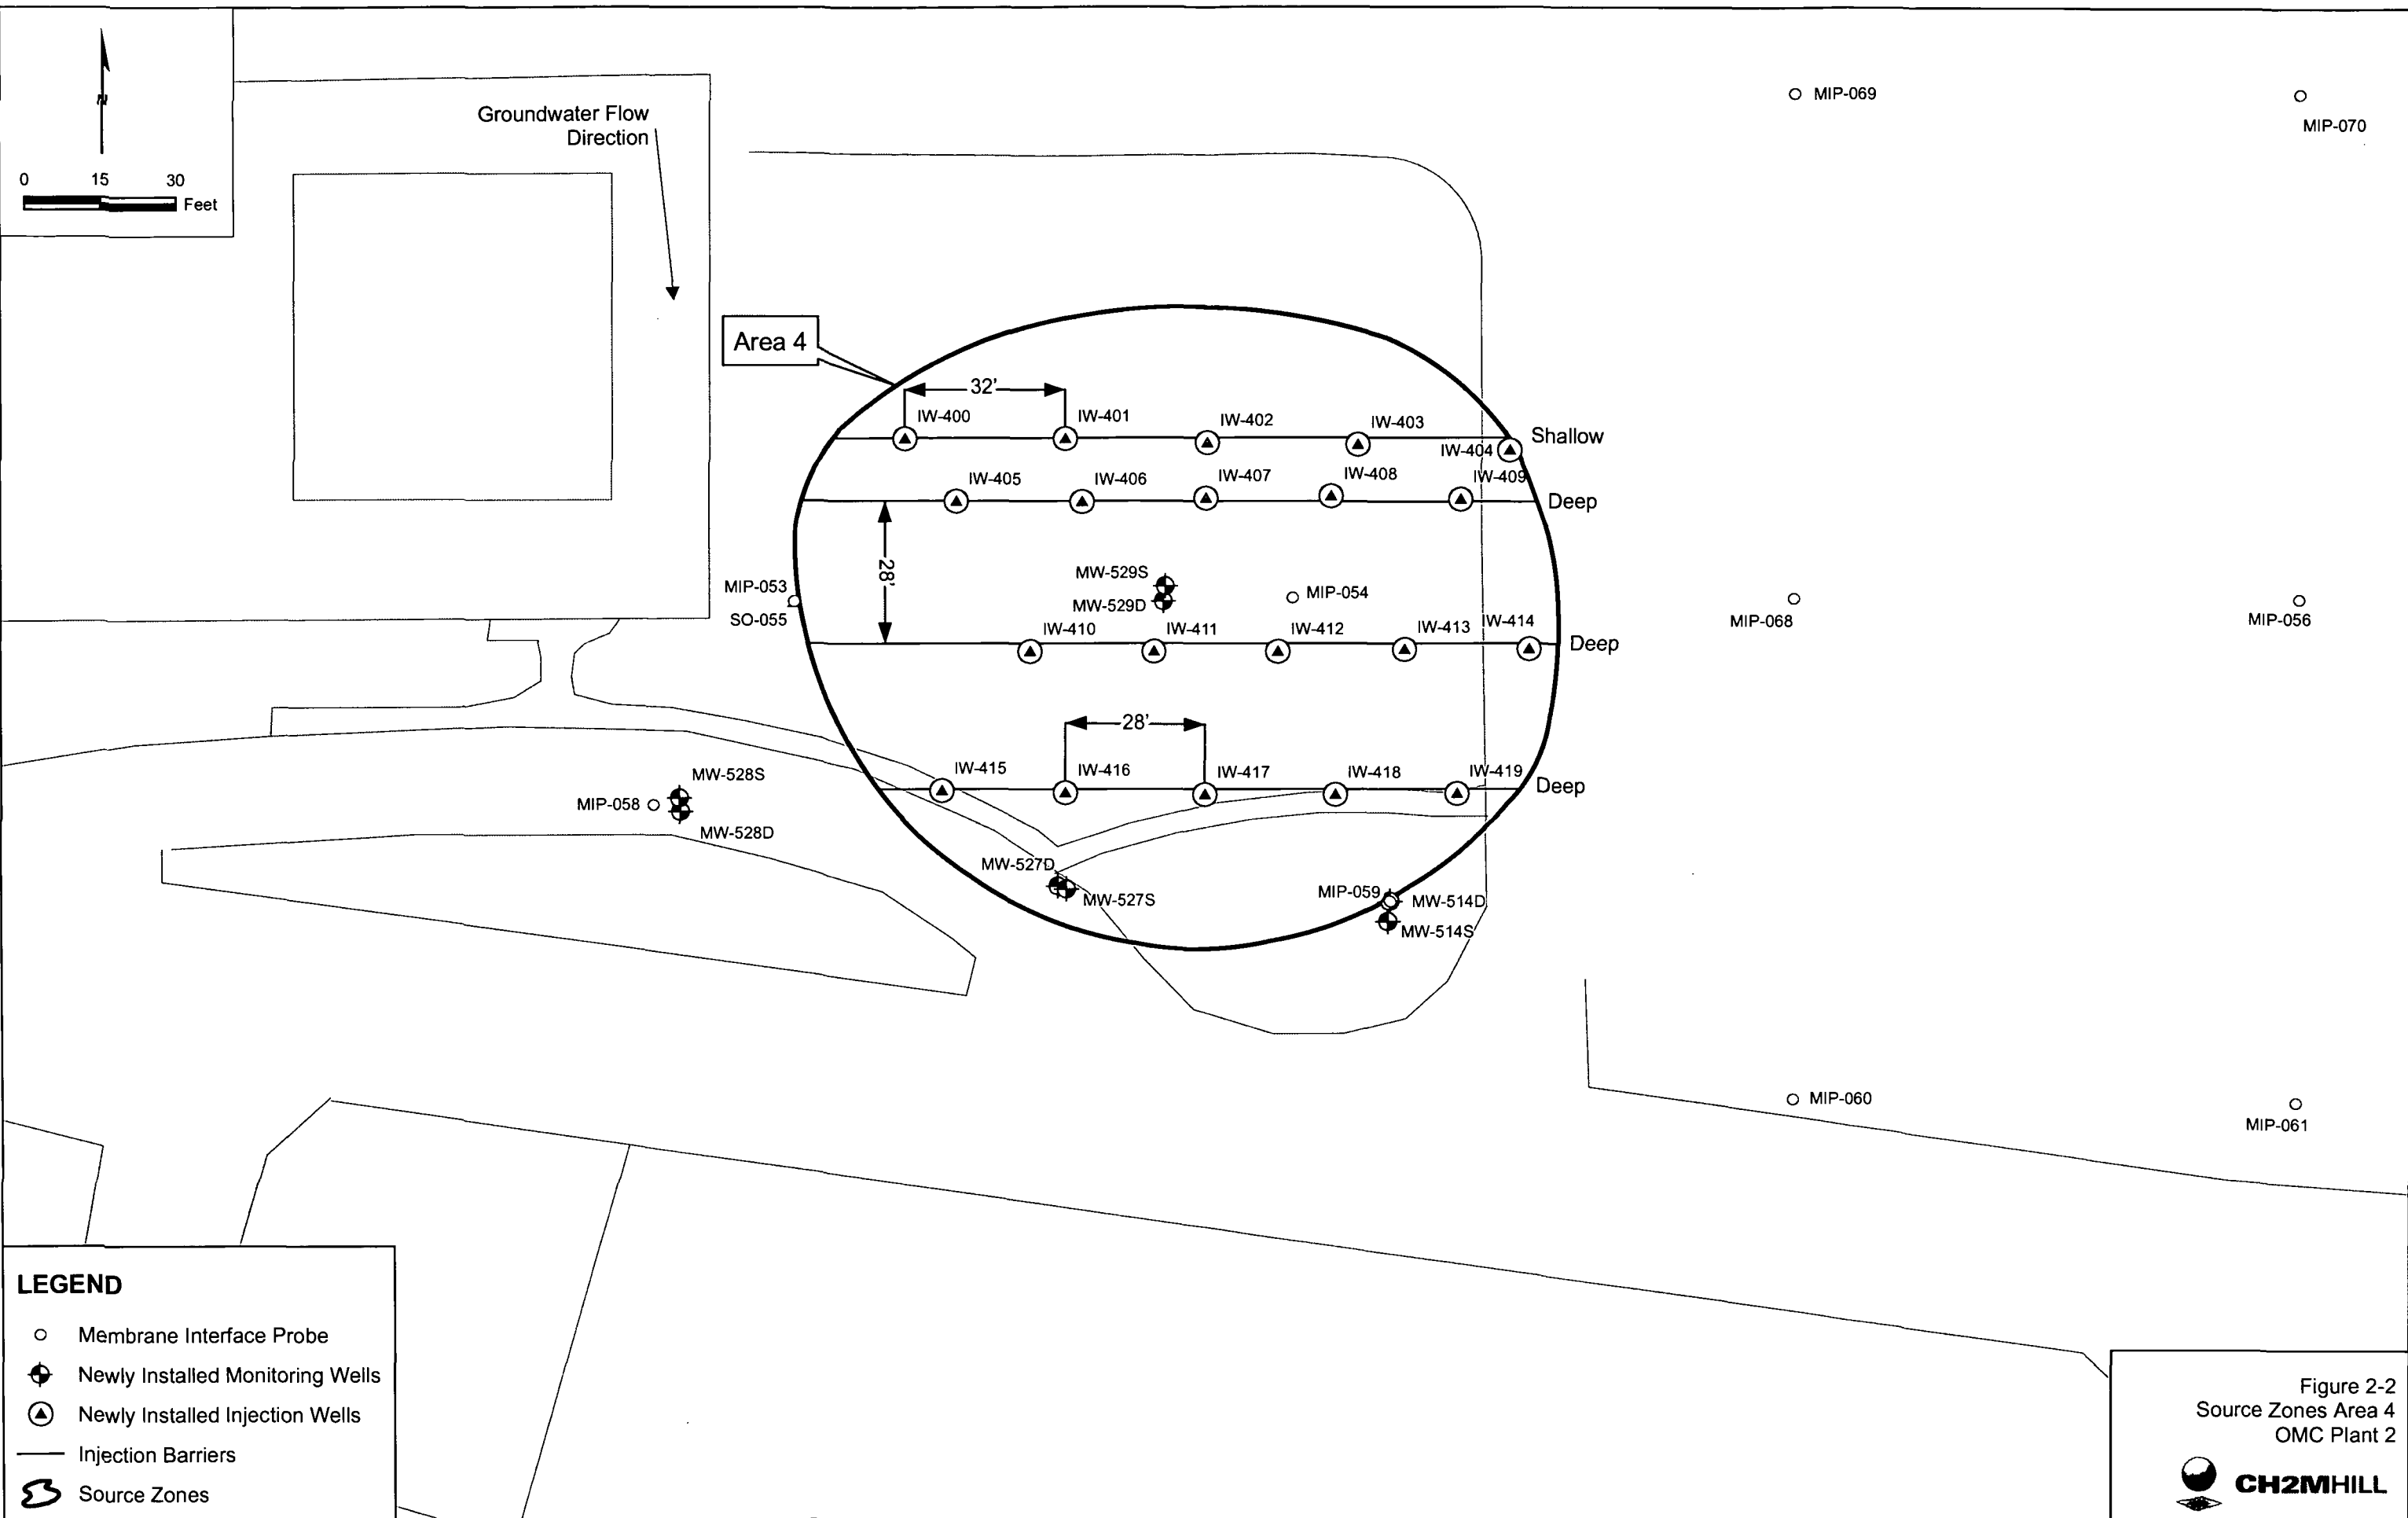 N
0 15 30
Feet
Groundwater Flow
Direction
MIP-069
MIP-070
Area 4
32'
IW-400
IW-401
IW-402
IW-403
IW-404
Shallow
IW-405
IW-406
IW-407
IW-408
IW-409
Deep
28'
MIP-053
SO-055
MW-529S
MW-529D
MIP-054
MIP-068
MIP-056
IW-410
IW-411
IW-412
IW-413
IW-414
Deep
28'
MW-528S
MIP-058
MW-528D
IW-415
IW-416
IW-417
IW-418
IW-419
Deep
MW-527D
MW-527S
MIP-059
MW-514D
MW-514S
MIP-060
MIP-061
LEGEND
Membrane Interface Probe
Newly Installed Monitoring Wells
Newly Installed Injection Wells
Injection Barriers
Source Zones
Figure 2-2
Source Zones Area 4
OMC Plant 2
CH2MHILL